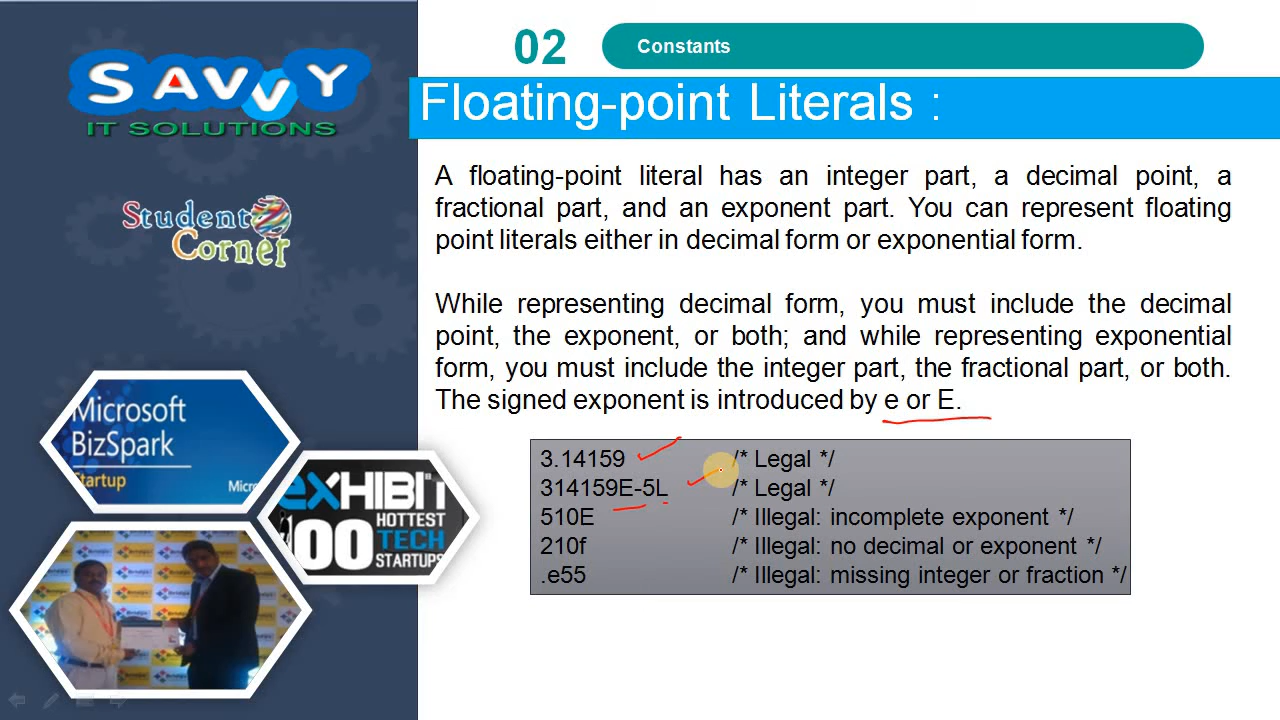 SAVVY
IT SOLUTIONS
Student
Corner
Microsoft
BizSpark
Startup
Micro
eXHIBIT
100
HOTTEST
TECH
STARTUPS
02
Constants
Floating-point Literals :
A floating-point literal has an integer part, a decimal point, a
fractional part, and an exponent part. You can represent floating
point literals either in decimal form or exponential form.
While representing decimal form, you must include the decimal
point, the exponent, or both; and while representing exponential
form, you must include the integer part, the fractional part, or both.
The signed exponent is introduced by e or E.
3.14159 /* Legal */
314159E-5L /* Legal */
510E /* Illegal: incomplete exponent */
210f /* Illegal: no decimal or exponent */
.e55 /* Illegal: missing integer or fraction */